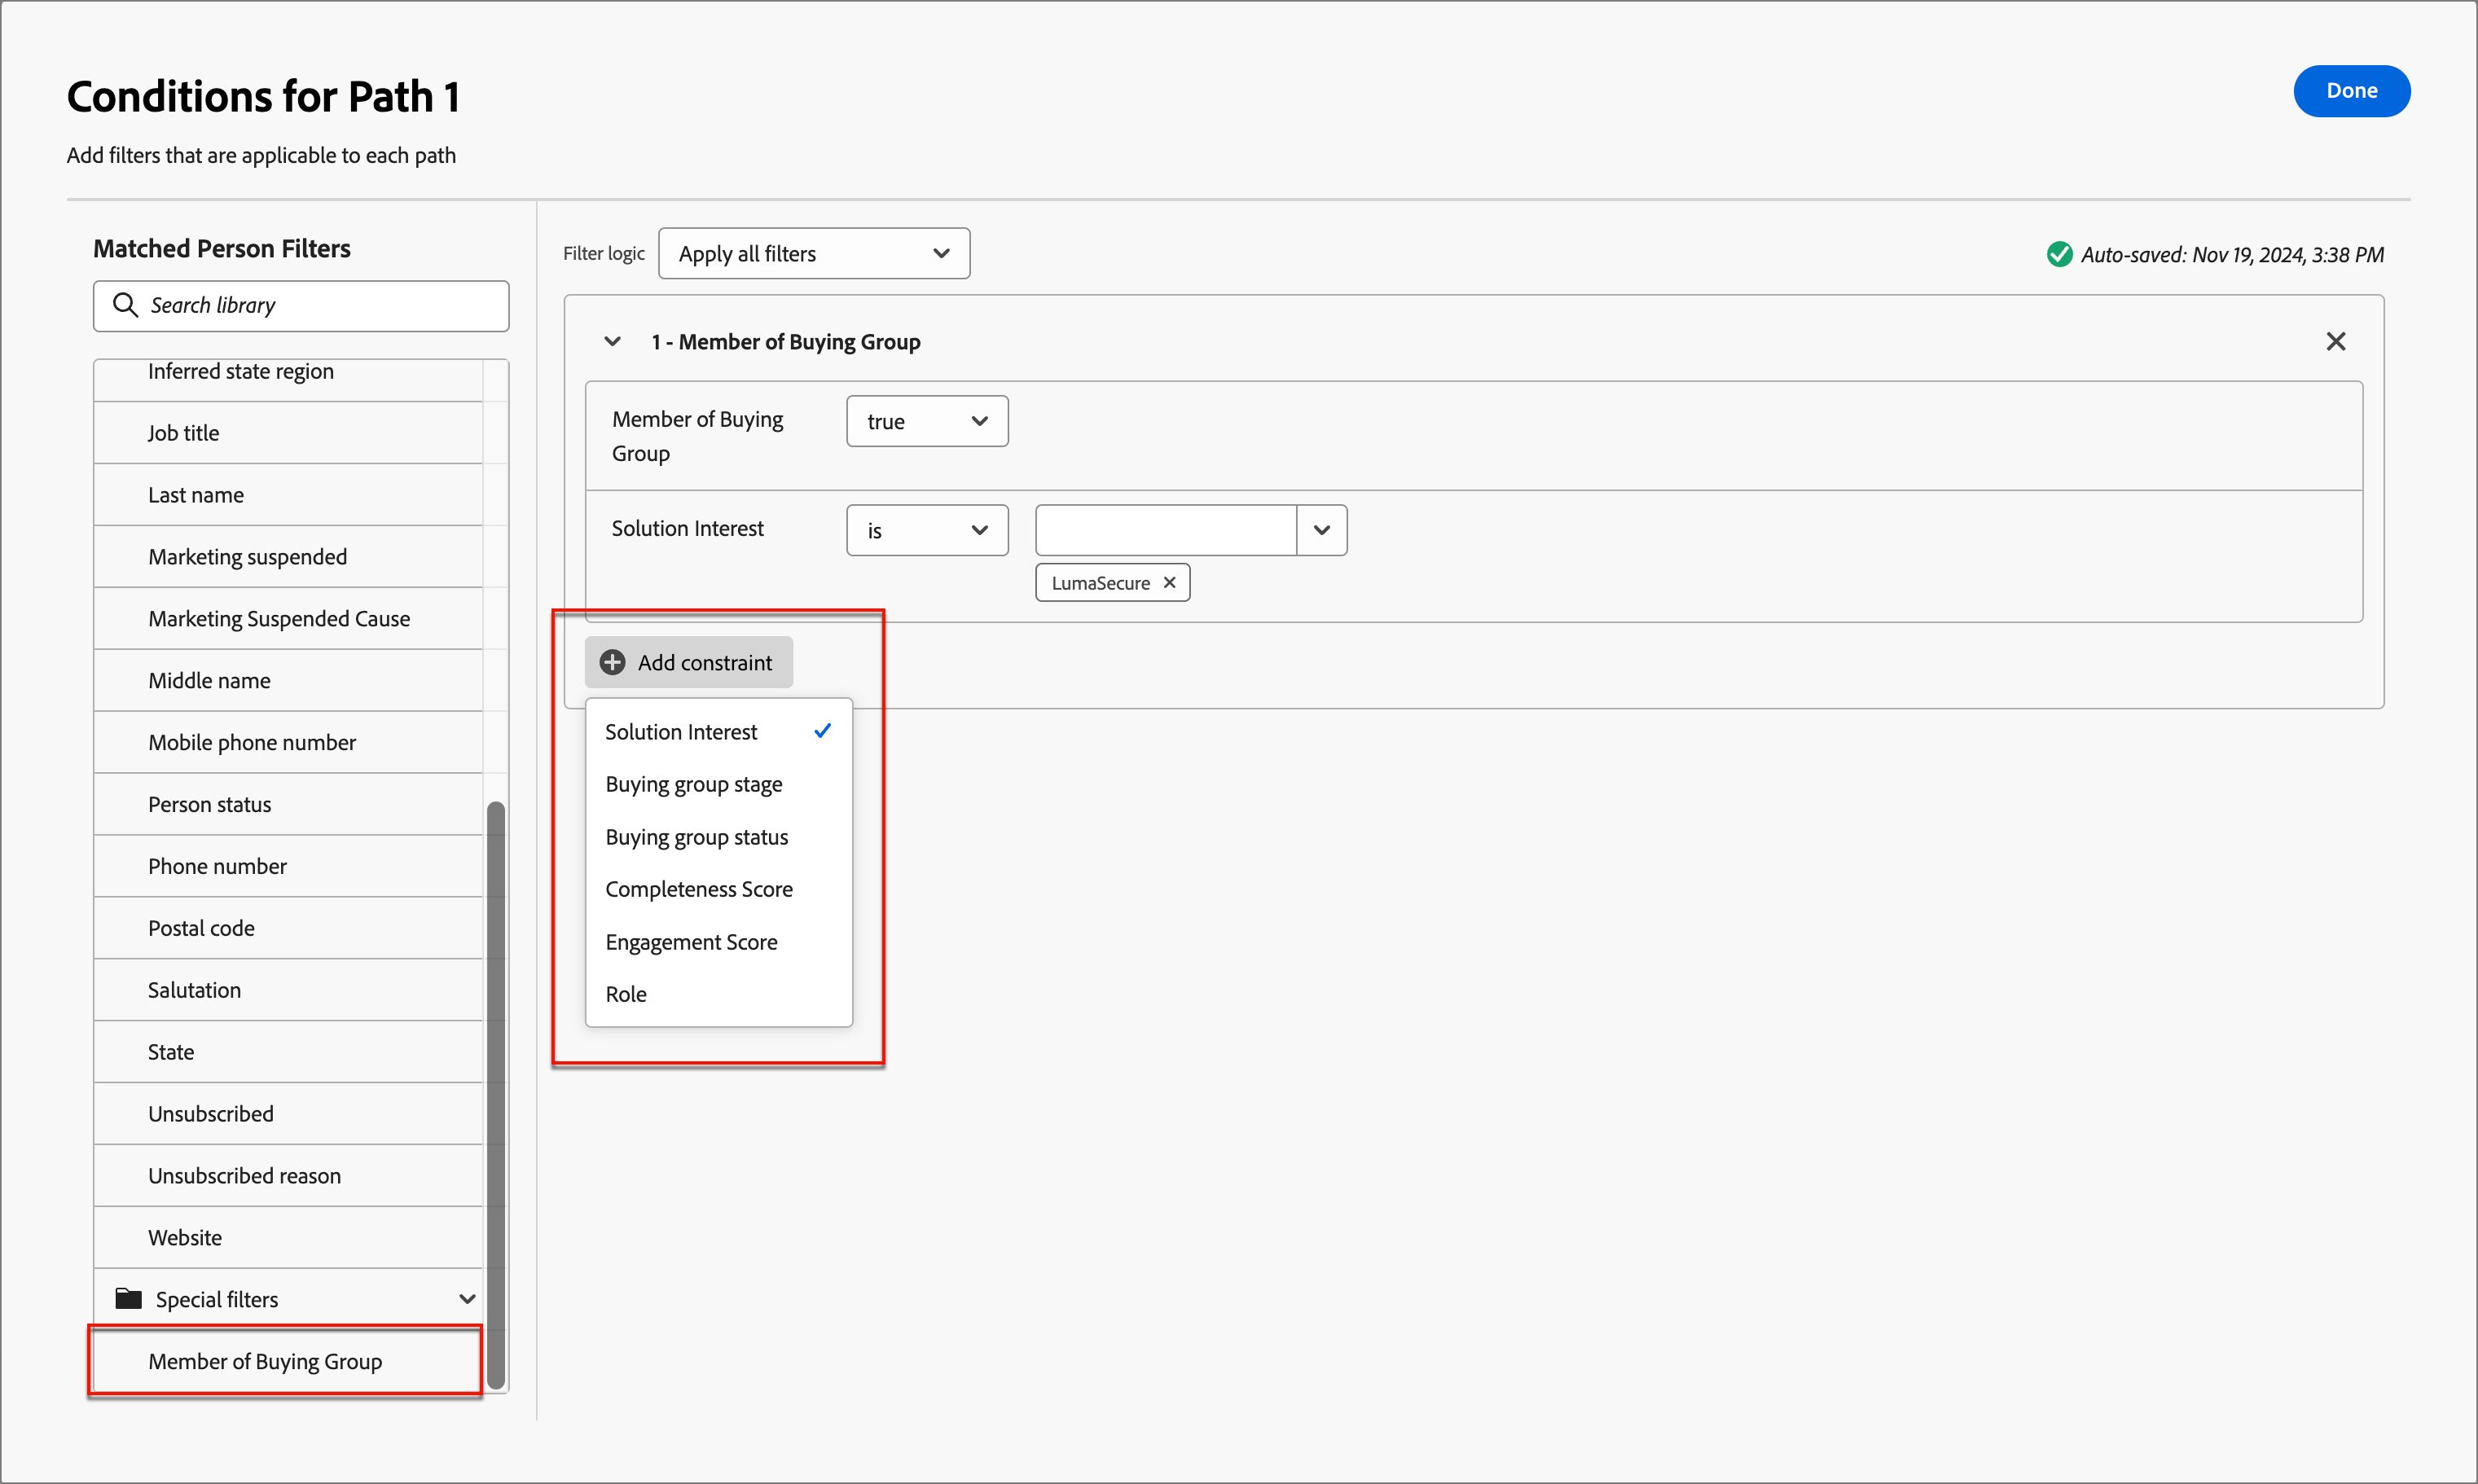 Conditions for Path 1
Done
Add filters that are applicable to each path
Matched Person Filters
Search library
Inferred state region
Job title
Last name
Marketing suspended
Marketing Suspended Cause
Middle name
Mobile phone number
Person status
Phone number
Postal code
Salutation
State
Unsubscribed
Unsubscribed reason
Website
Special filters
Member of Buying Group
Filter logic
Apply all filters
Auto-saved: Nov 19, 2024, 3:38 PM
1 - Member of Buying Group
Member of Buying
Group
true
Solution Interest
is
LumaSecure
Add constraint
Solution Interest
Buying group stage
Buying group status
Completeness Score
Engagement Score
Role